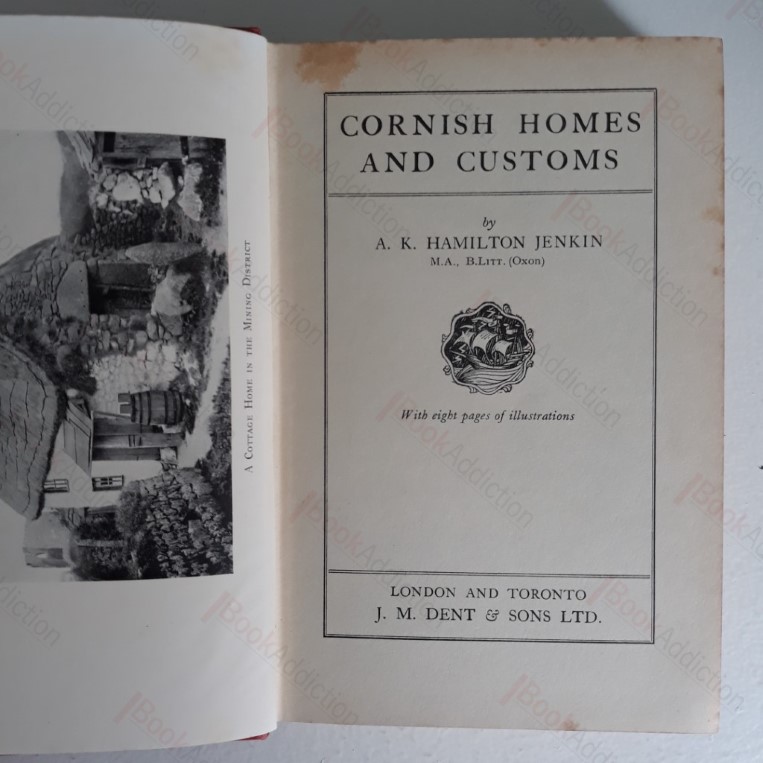 A Cottage Home in the Mining District
CORNISH HOMES
AND CUSTOMS
by
A. K. HAMILTON JENKIN
M.A., B.LITT. (OXON)
With eight pages of illustrations
LONDON AND TORONTO
J. M. DENT & SONS LTD.
BookAddiction